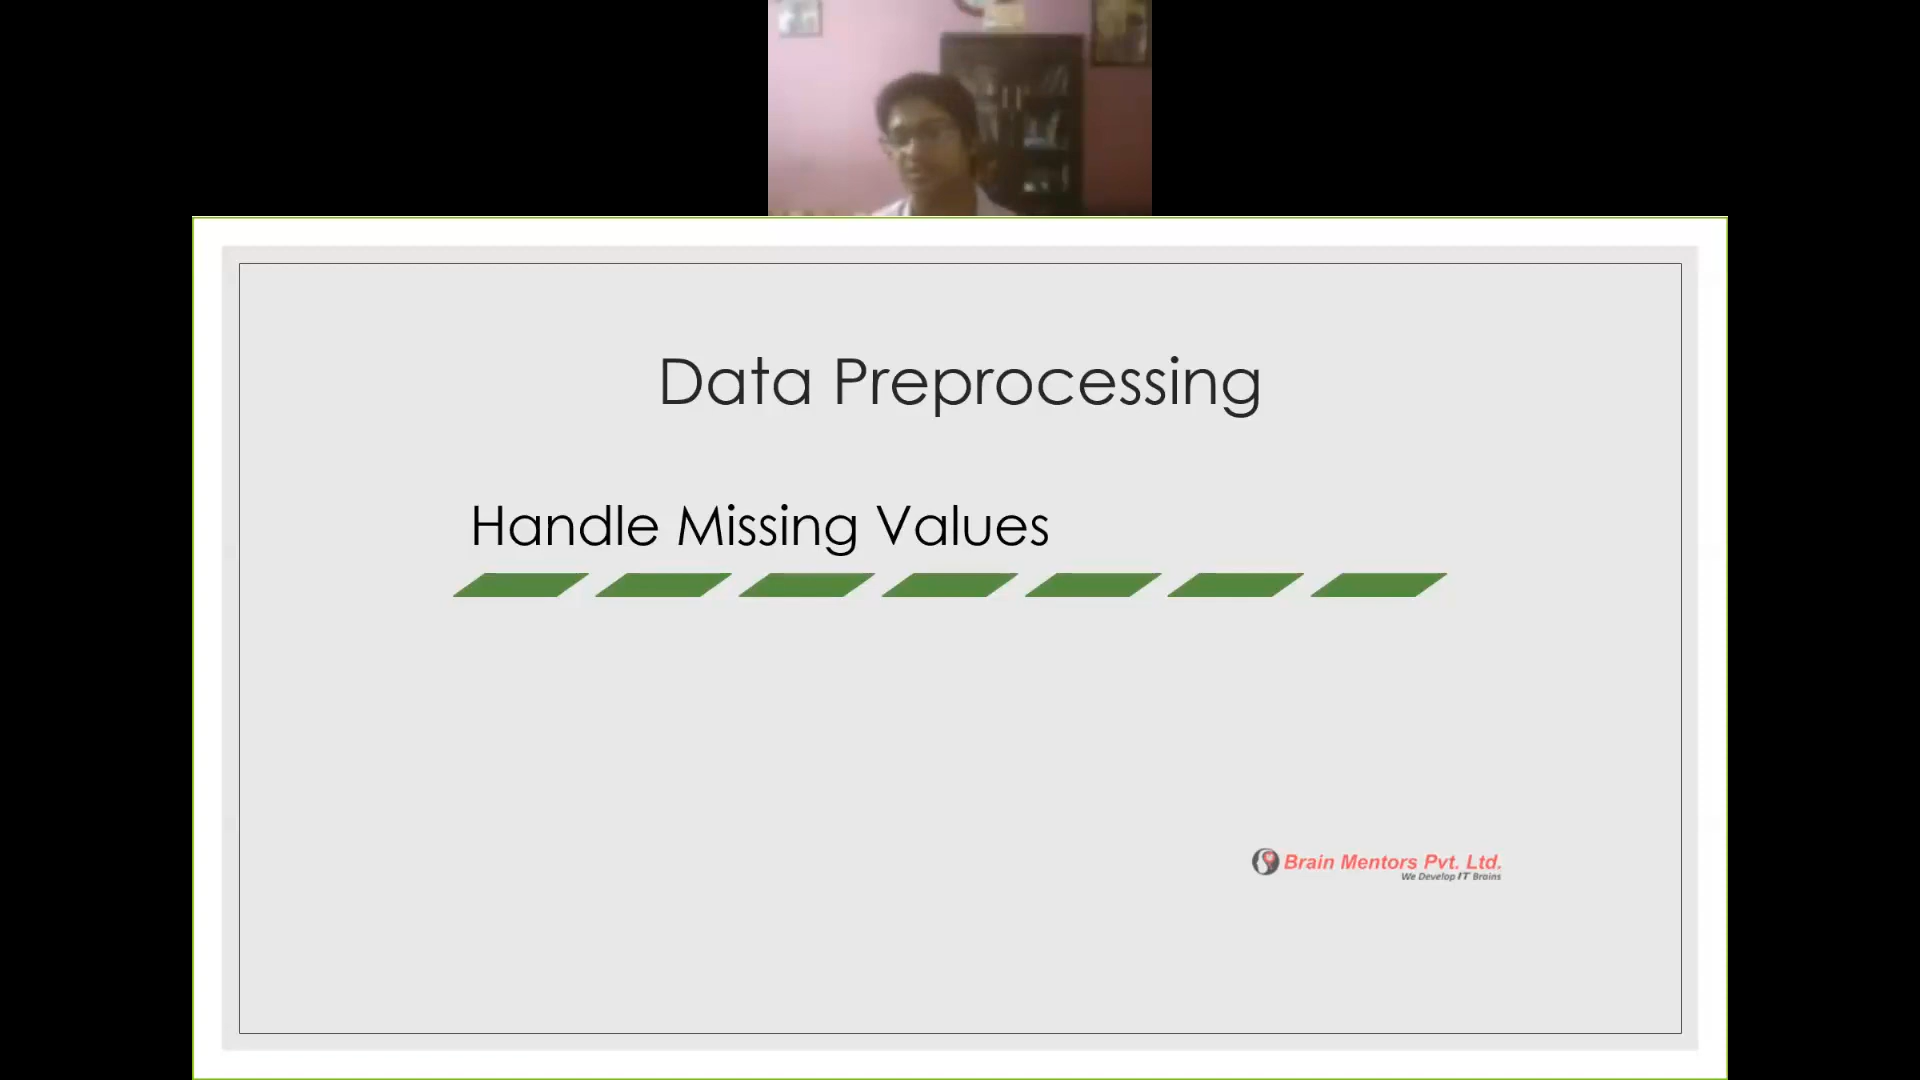 Data Preprocessing
Handle Missing Values
Brain Mentors Pvt. Ltd.
We Develop IT Brains